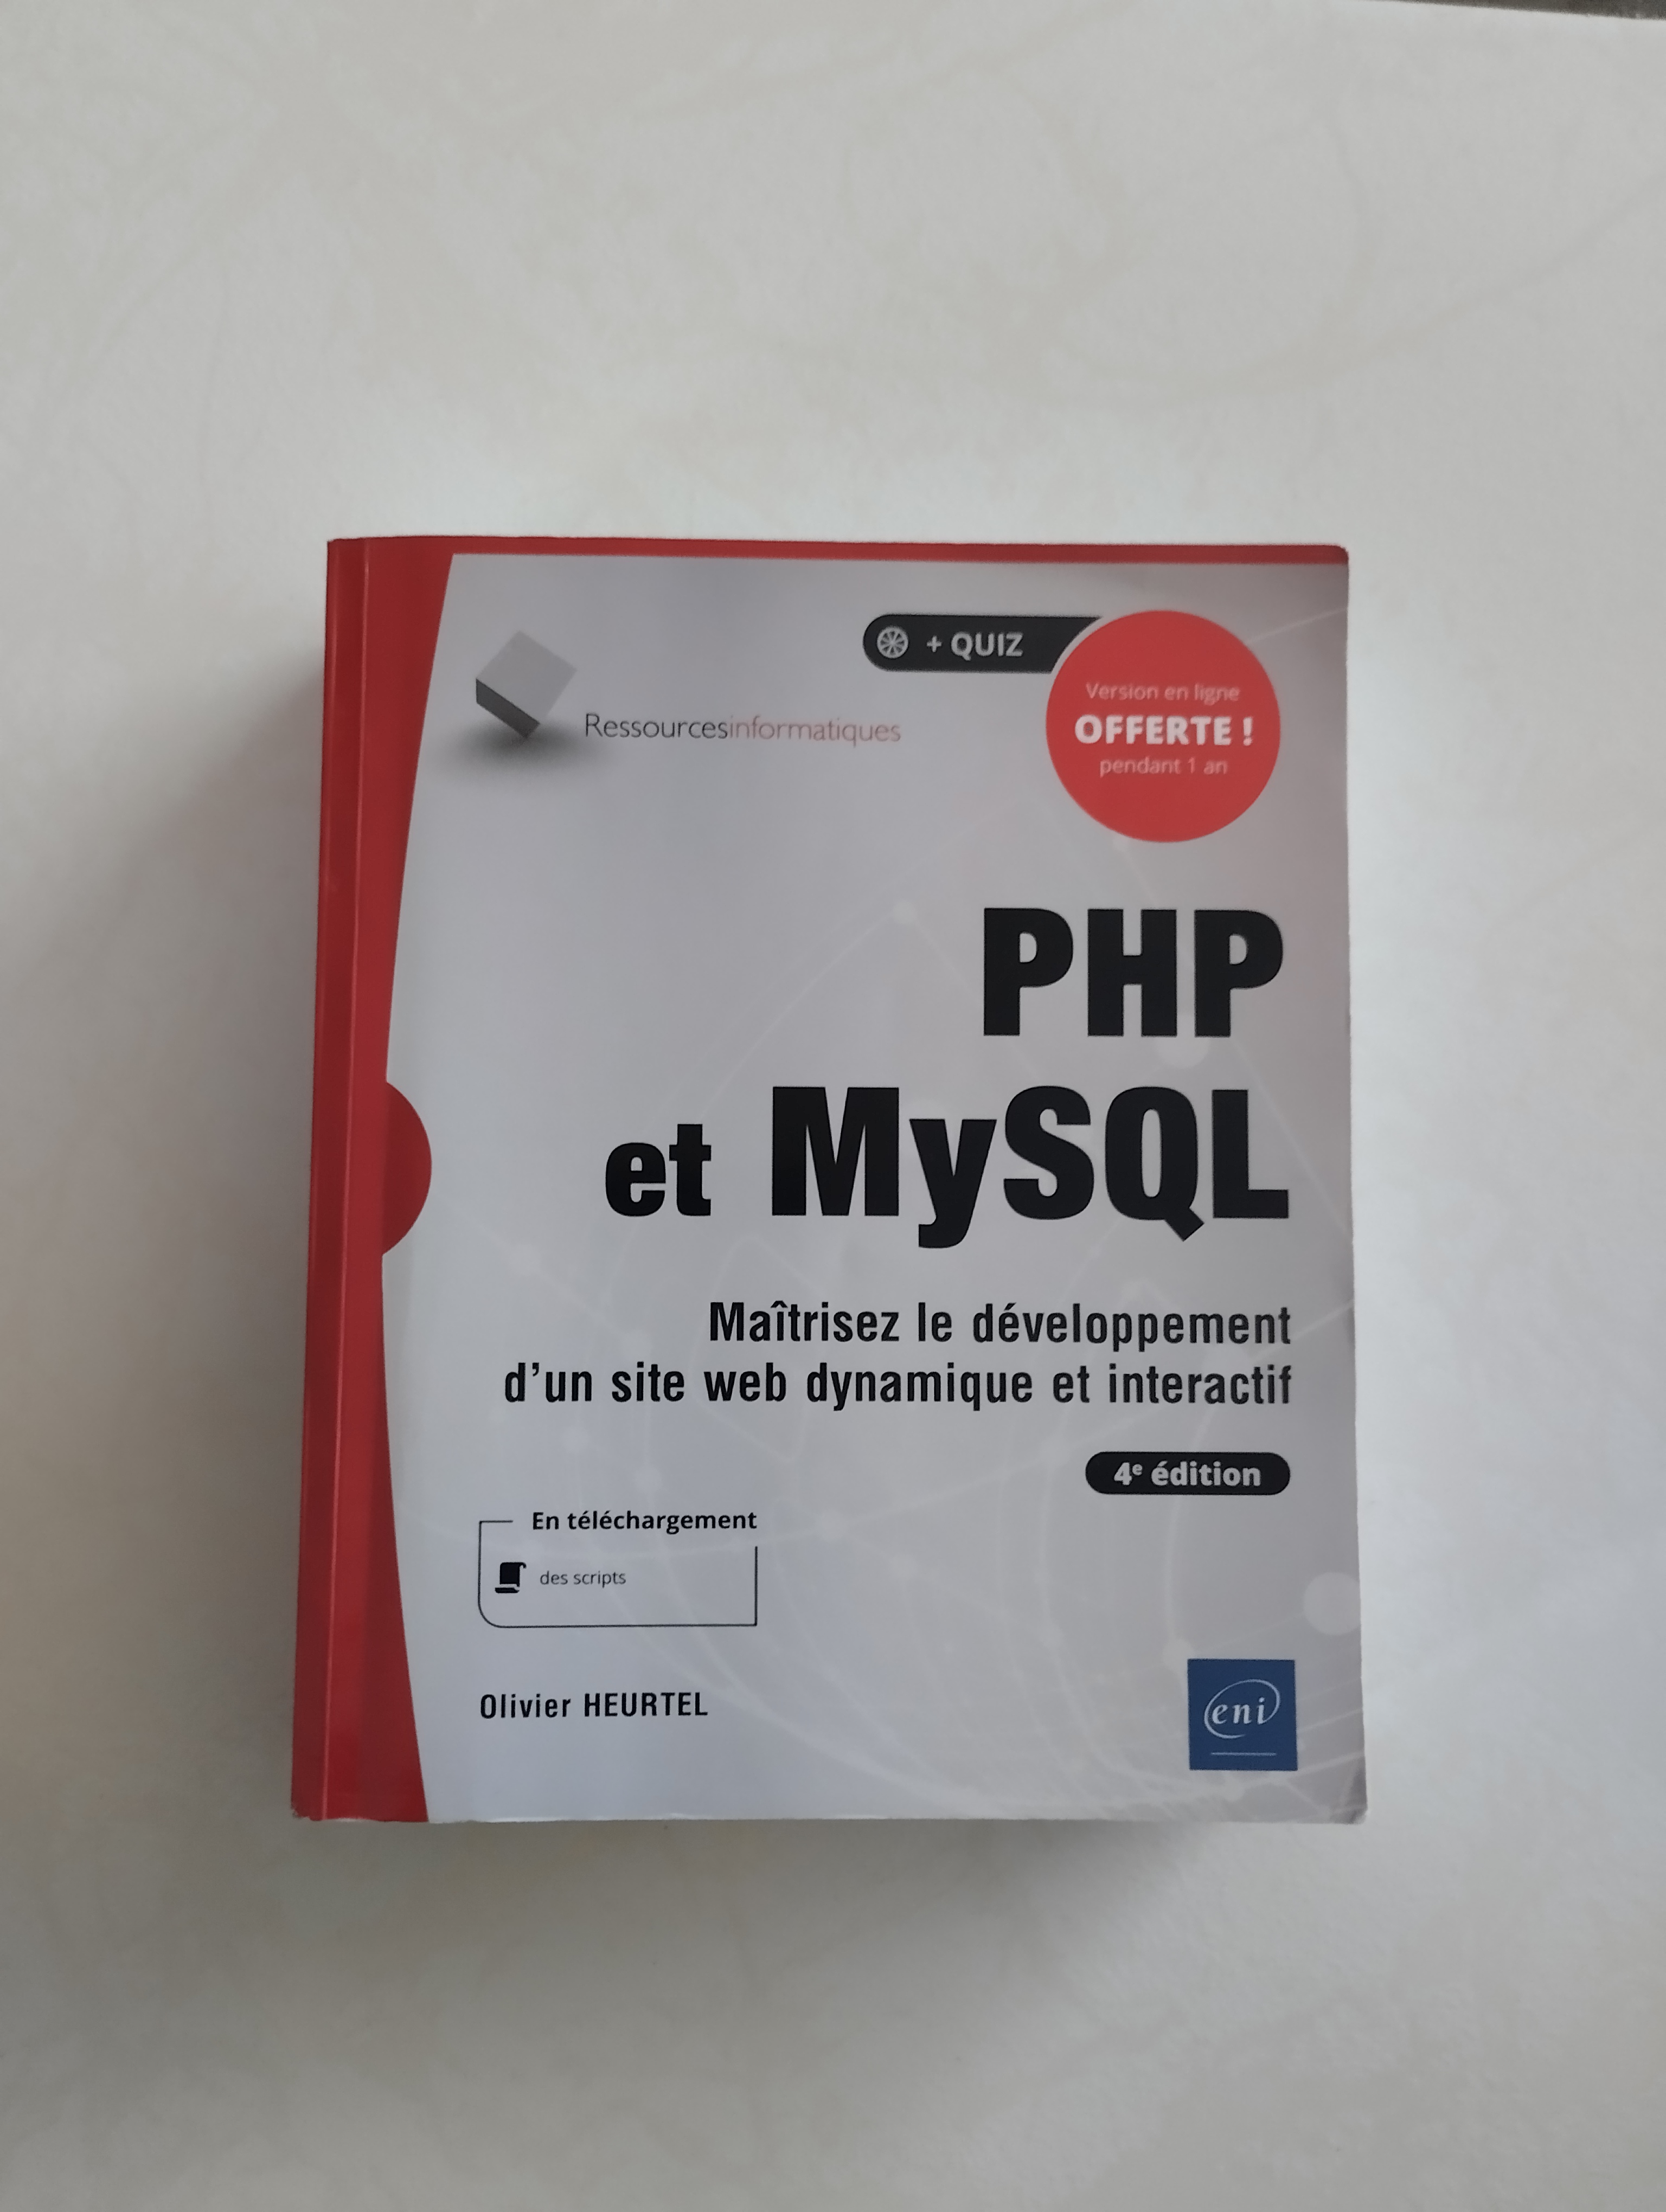 + QUIZ
Version en ligne
OFFERTE !
pendant 1 an
Ressourcesinformatiques
PHP
et MySQL
Maîtrisez le développement
d'un site web dynamique et interactif
4e édition
En téléchargement
des scripts
Olivier HEURTEL
eni